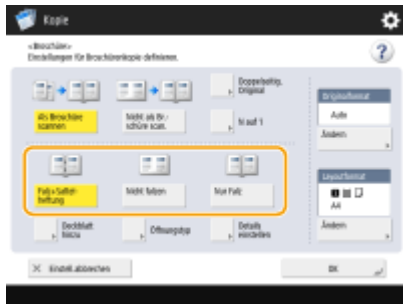 Kopie
<Broschüre>
Einstellungen für Broschürenkopie definieren.
?
Als Broschüre
scannen
Nicht als Bro-
schüre scan.
Doppelseitig.
Original
N auf 1
Originalformat
Auto
Ändern
Falz+Sattel-
heftung
Nicht falzen
Nur Falz
Layoutformat
A4
Ändern
Deckblatt
hinzu
Öffnungstyp
Details
einstellen
× Einstell. abbrechen
OK